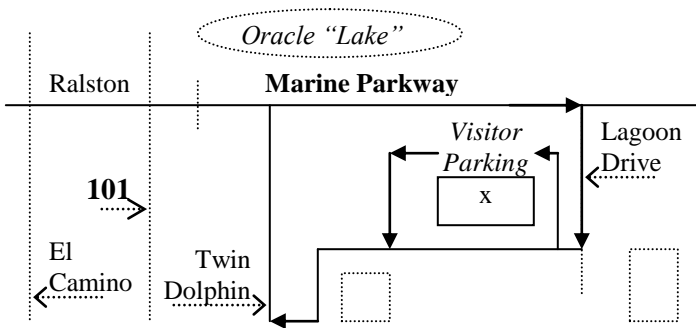 Oracle “Lake”
Ralston
Marine Parkway
Visitor
Parking
x
Lagoon
Drive
101
El
Camino
Twin
Dolphin